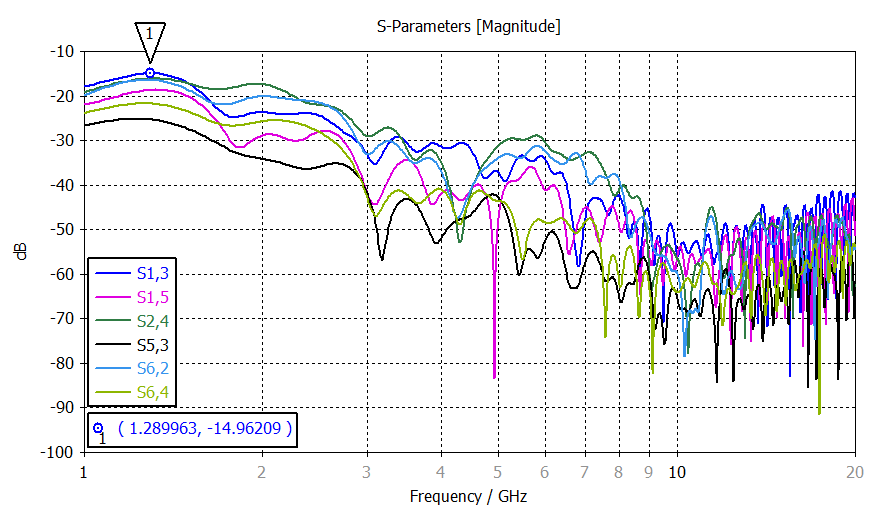 S-Parameters [Magnitude]
1
-10
-20
-30
-40
-50
-60
-70
-80
-90
-100
dB
S1,3
S1,5
S2,4
S5,3
S6,2
S6,4
1 ( 1.289963, -14.96209 )
1 2 3 4 5 6 7 8 9 10 20
Frequency / GHz